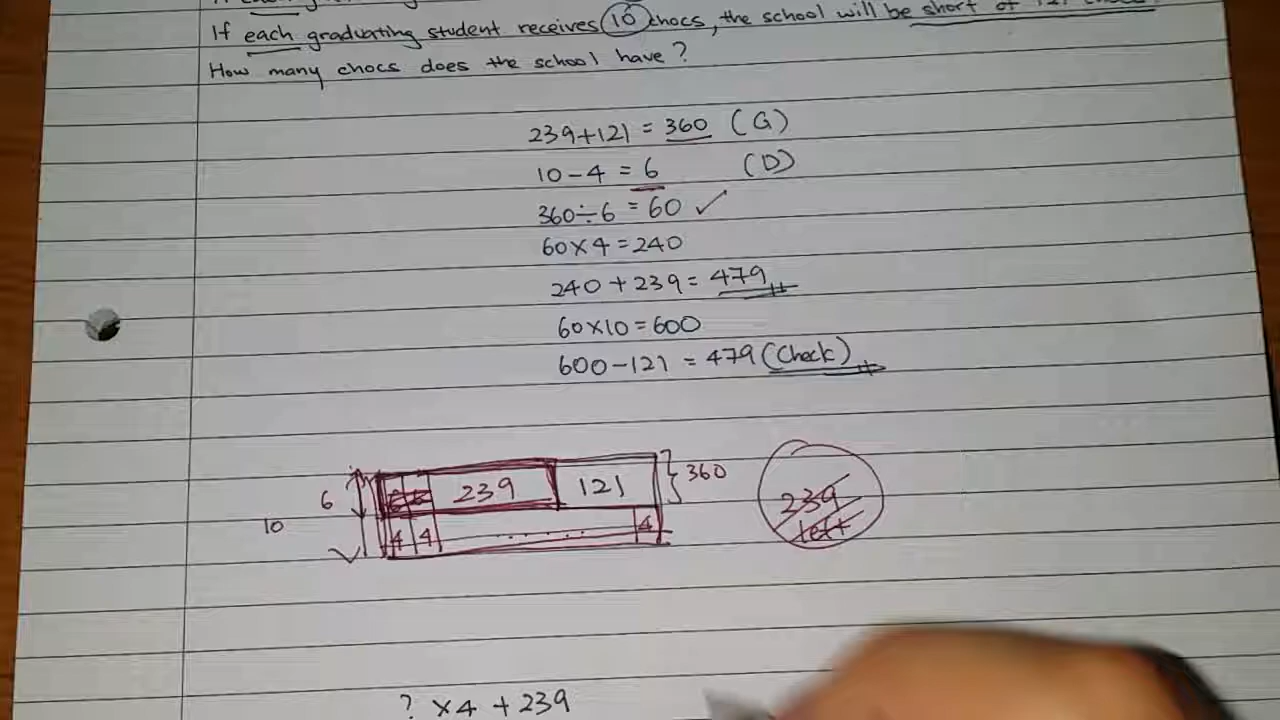 If each graduating student receives 10 chocs, the school will be short of 121
How many chocs does the school have?
239+121 = 360 (G)
10-4 = 6 (D)
360÷6 = 60 ✓
60×4 = 240
240 + 239 = 479
60×10 = 600
600-121 = 479 (Check)
6 239 121 360
10 4 4 ....... 4
239
left
? ×4 +239